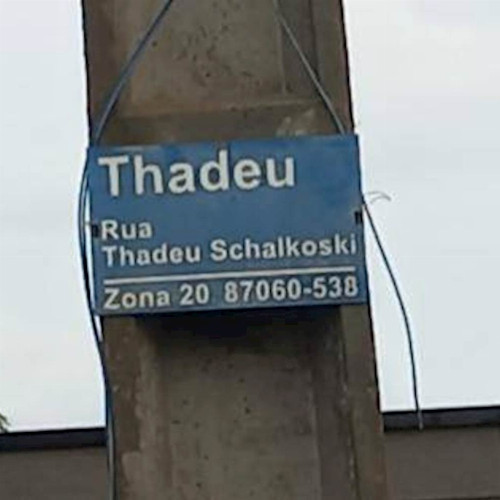 Thadeu
Rua
Thadeu Schalkoski
Zona 20 87060-538